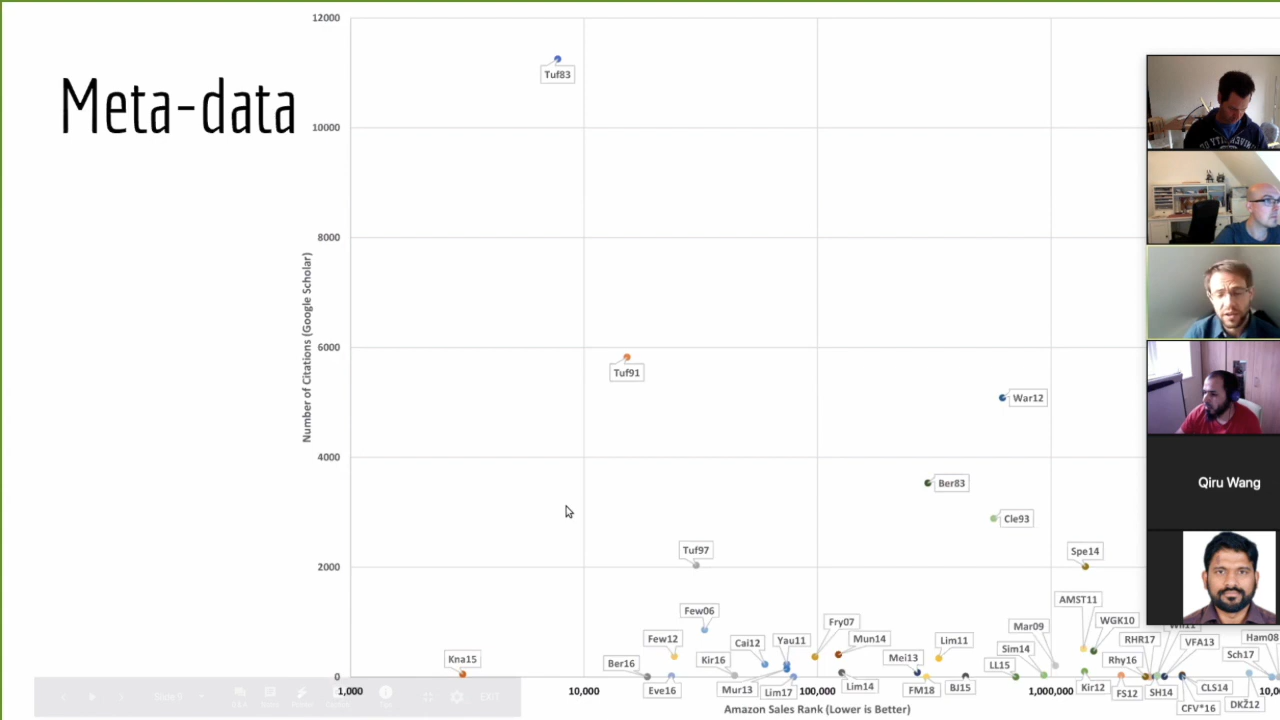 Meta-data
12000
10000
8000
6000
4000
2000
0
Number of Citations (Google Scholar)
Tuf83
Tuf91
War12
Ber83
Cle93
Tuf97
Spe14
AMST11
Few06
WGK10
Fry07
Mar09
RHR17
VFA13
Ham08
Few12
Cai12
Yau11
Mun14
Lim11
Sim14
Sch17
Kna15
Ber16
Kir16
Mei13
LL15
Rhy16
Eve16
Mur13
Lim17
Lim14
FM18
BJ15
Kir12
FS12
SH14
CLS14
CFV*16
DKŽ12
1,000
10,000
100,000
1,000,000
Amazon Sales Rank (Lower is Better)
Qiru Wang
EXIT